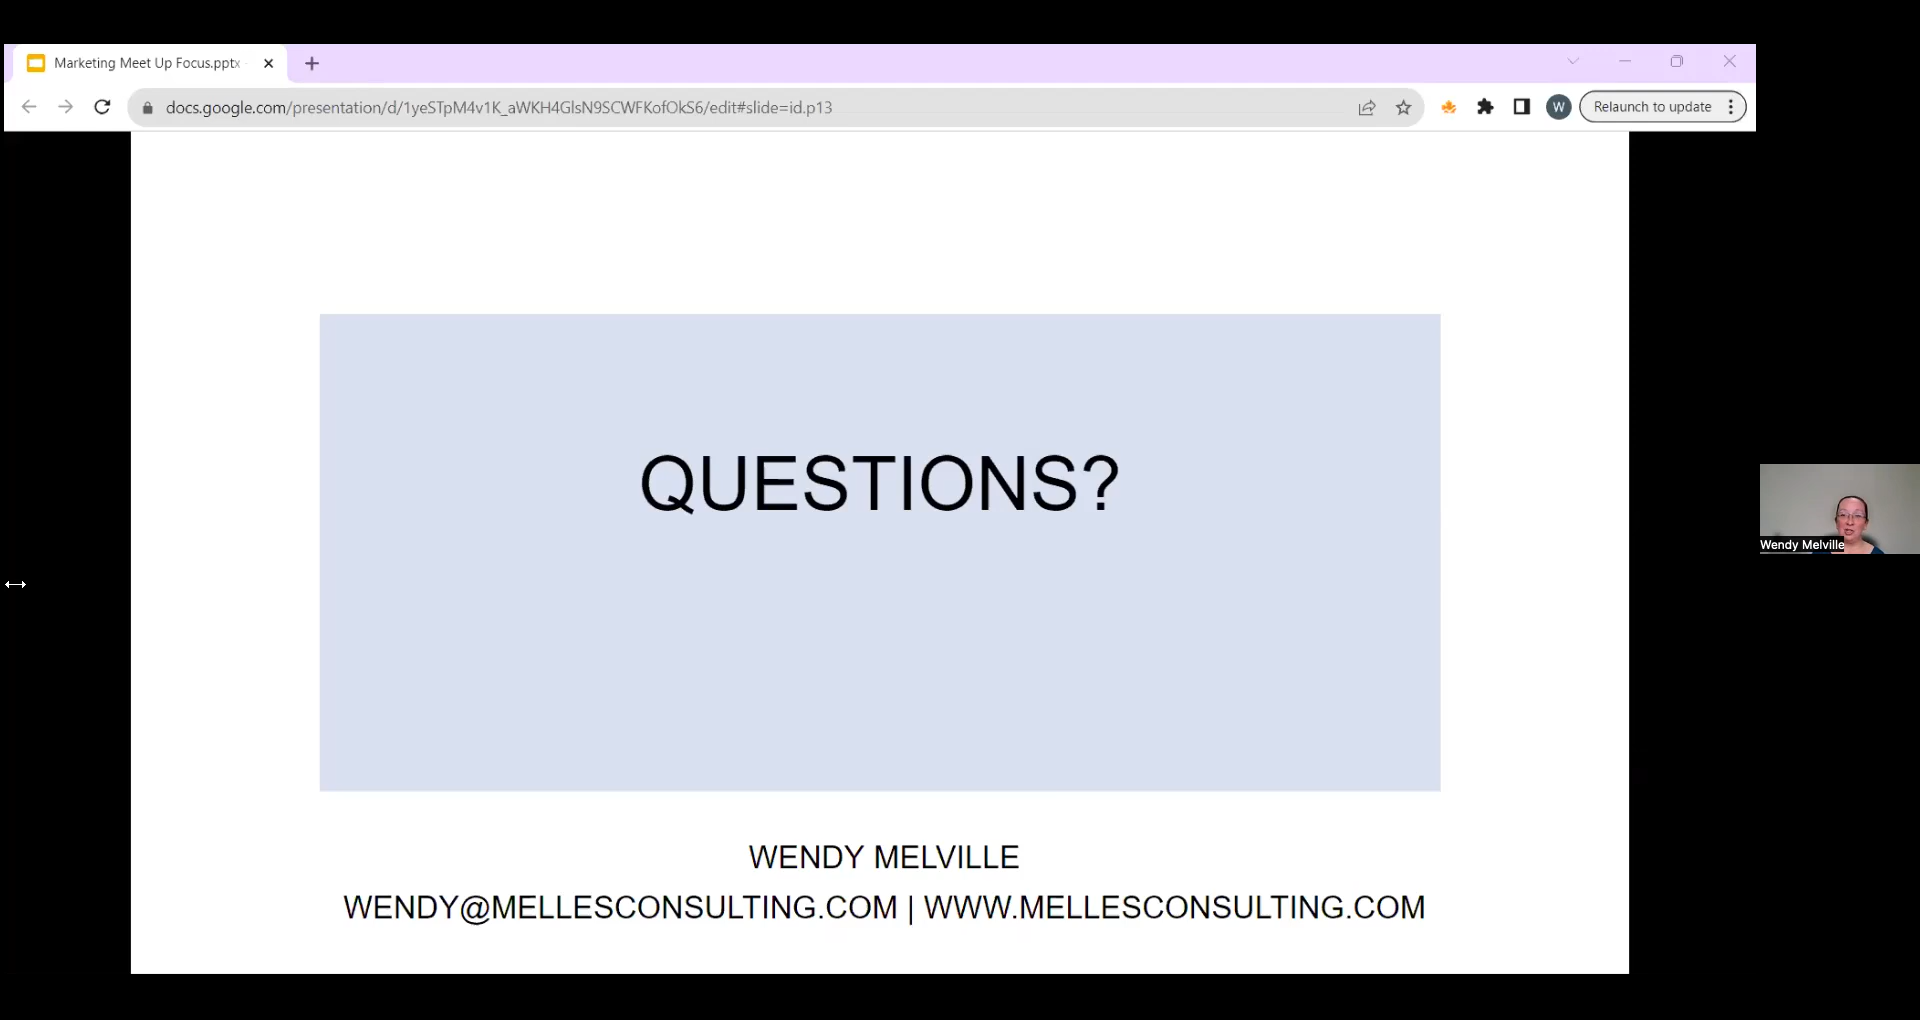 Marketing Meet Up Focus.pptx
docs.google.com/presentation/d/1yeSTpM4v1K_aWKH4GlsN9SCWFKofOkS6/edit#slide=id.p13
W
Relaunch to update
QUESTIONS?
Wendy Melville
WENDY MELVILLE
WENDY@MELLESCONSULTING.COM | WWW.MELLESCONSULTING.COM